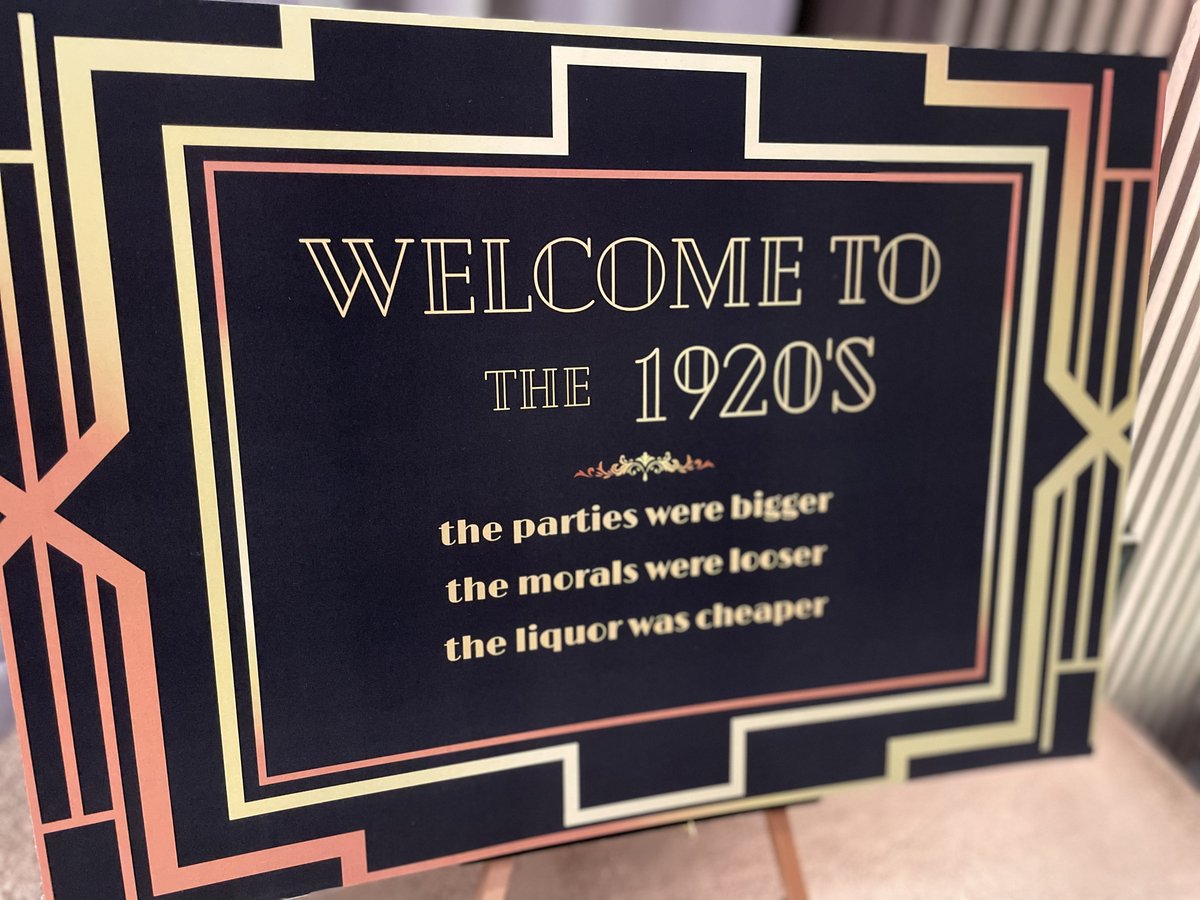 WELCOME TO
THE 1920'S
the parties were bigger
the morals were looser
the liquor was cheaper